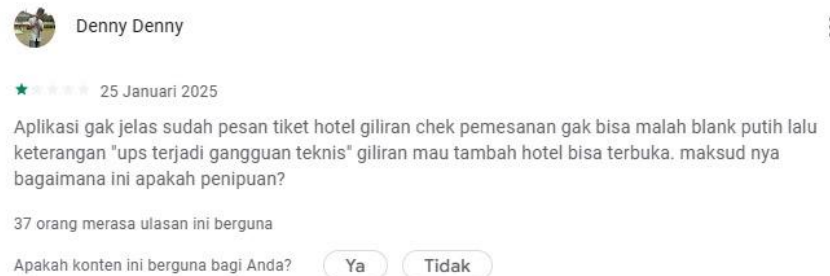 Denny Denny
25 Januari 2025
Aplikasi gak jelas sudah pesan tiket hotel giliran chek pemesanan gak bisa malah blank putih lalu
keterangan "ups terjadi gangguan teknis" giliran mau tambah hotel bisa terbuka. maksud nya
bagaimana ini apakah penipuan?
37 orang merasa ulasan ini berguna
Apakah konten ini berguna bagi Anda? Ya Tidak